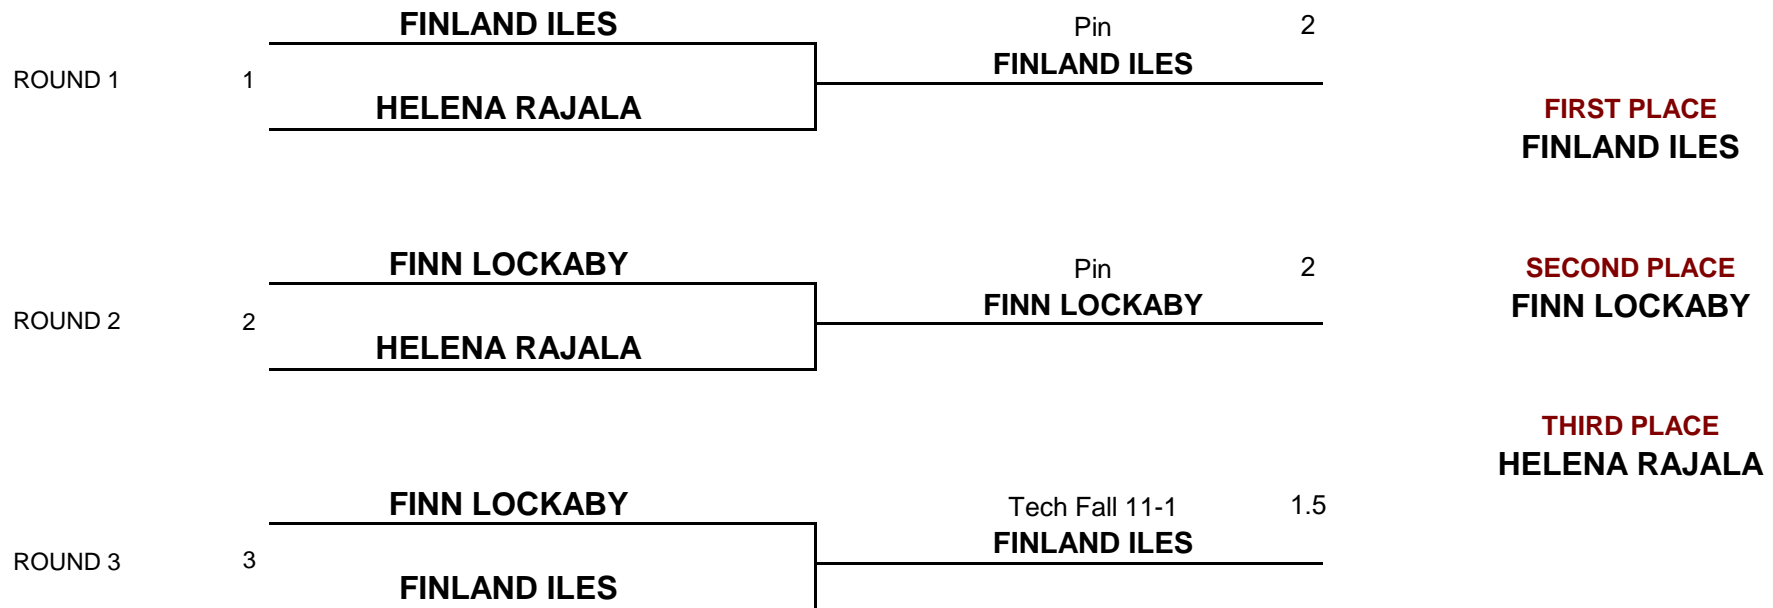 FINLAND ILES
Pin 2
ROUND 1 1
FINLAND ILES
HELENA RAJALA
FIRST PLACE
FINLAND ILES
FINN LOCKABY
Pin 2
SECOND PLACE
ROUND 2 2
FINN LOCKABY
FINN LOCKABY
HELENA RAJALA
THIRD PLACE
HELENA RAJALA
FINN LOCKABY
Tech Fall 11-1 1.5
ROUND 3 3
FINLAND ILES
FINLAND ILES